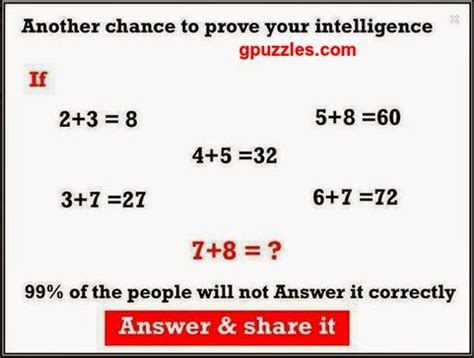 Another chance to prove your intelligence
gpuzzles.com
If
2+3 = 8
5+8 =60
4+5 =32
3+7 =27
6+7 =72
7+8 = ?
99% of the people will not Answer it correctly
Answer & share it